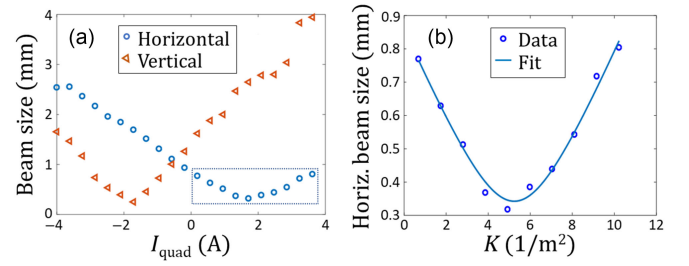 (a)
Horizontal
Vertical
Beam size (mm)
4
3
2
1
0
−4
−2
0
2
4
I_quad (A)
(b)
Data
Fit
Horiz. beam size (mm)
0.9
0.8
0.7
0.6
0.5
0.4
0.3
0
2
4
6
8
10
12
K (1/m²)